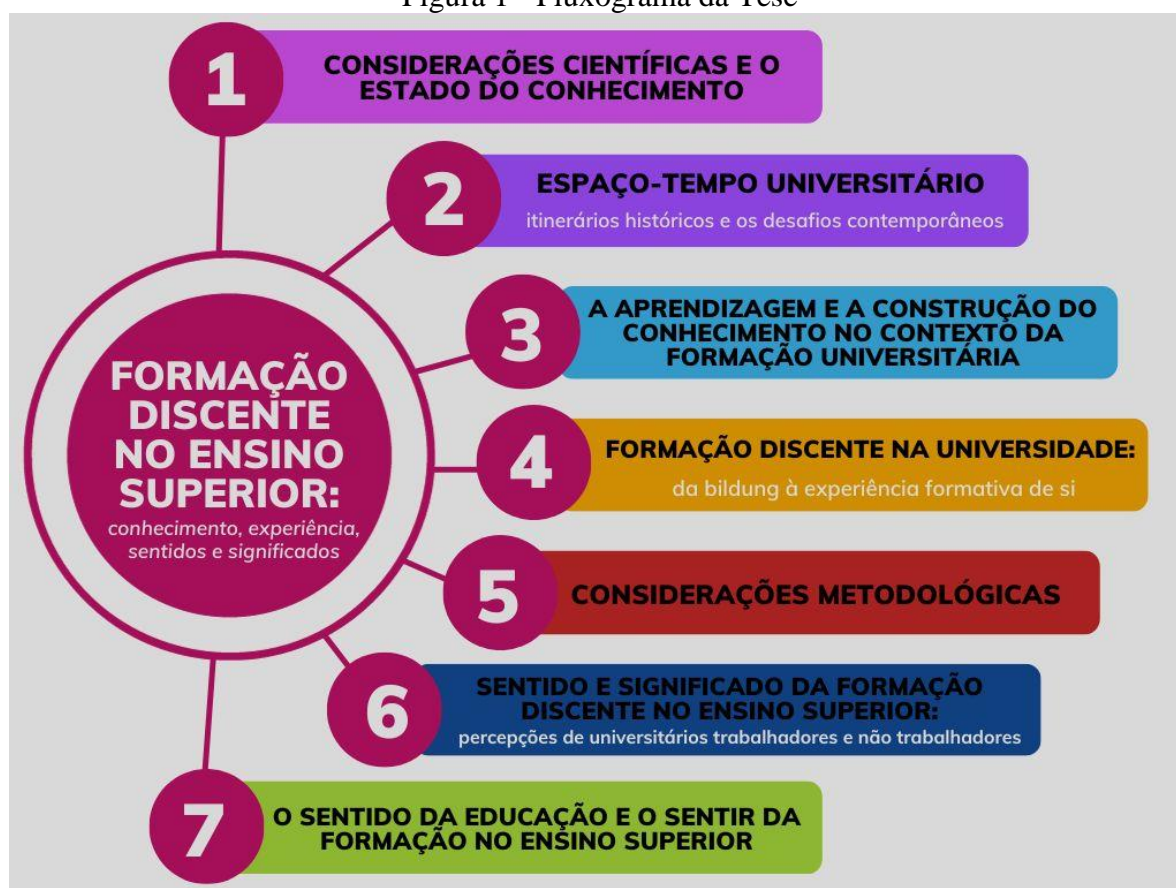 Figura 1 - Fluxograma da Tese
1
CONSIDERAÇÕES CIENTÍFICAS E O
ESTADO DO CONHECIMENTO
2
ESPAÇO-TEMPO UNIVERSITÁRIO
itinerários históricos e os desafios contemporâneos
3
A APRENDIZAGEM E A CONSTRUÇÃO DO
CONHECIMENTO NO CONTEXTO DA
FORMAÇÃO UNIVERSITÁRIA
FORMAÇÃO
DISCENTE
NO ENSINO
SUPERIOR:
conhecimento, experiência,
sentidos e significados
4
FORMAÇÃO DISCENTE NA UNIVERSIDADE:
da bildung à experiência formativa de si
5
CONSIDERAÇÕES METODOLÓGICAS
6
SENTIDO E SIGNIFICADO DA FORMAÇÃO
DISCENTE NO ENSINO SUPERIOR:
percepções de universitários trabalhadores e não trabalhadores
7
O SENTIDO DA EDUCAÇÃO E O SENTIR DA
FORMAÇÃO NO ENSINO SUPERIOR